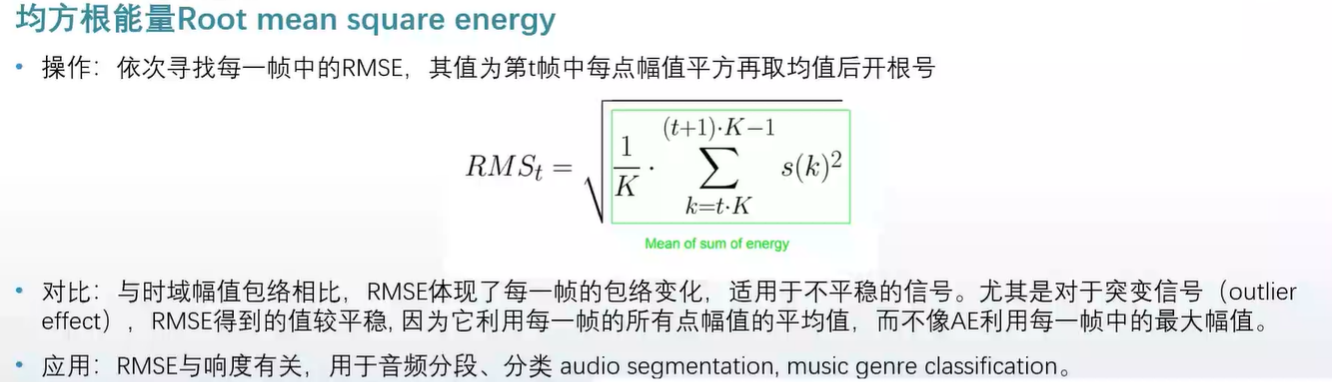 均方根能量Root mean square energy
• 操作：依次寻找每一帧中的RMSE，其值为第t帧中每点幅值平方再取均值后开根号
RMS_t = √(1/K · ∑_{k=t·K}^{(t+1)·K−1} s(k)²)
Mean of sum of energy
• 对比：与时域幅值包络相比，RMSE体现了每一帧的包络变化，适用于不平稳的信号。尤其是对于突变信号（outlier
effect）, RMSE得到的值较平稳, 因为它利用每一帧的所有点幅值的平均值，而不像AE利用每一帧中的最大幅值。
• 应用：RMSE与响度有关，用于音频分段、分类 audio segmentation, music genre classification。